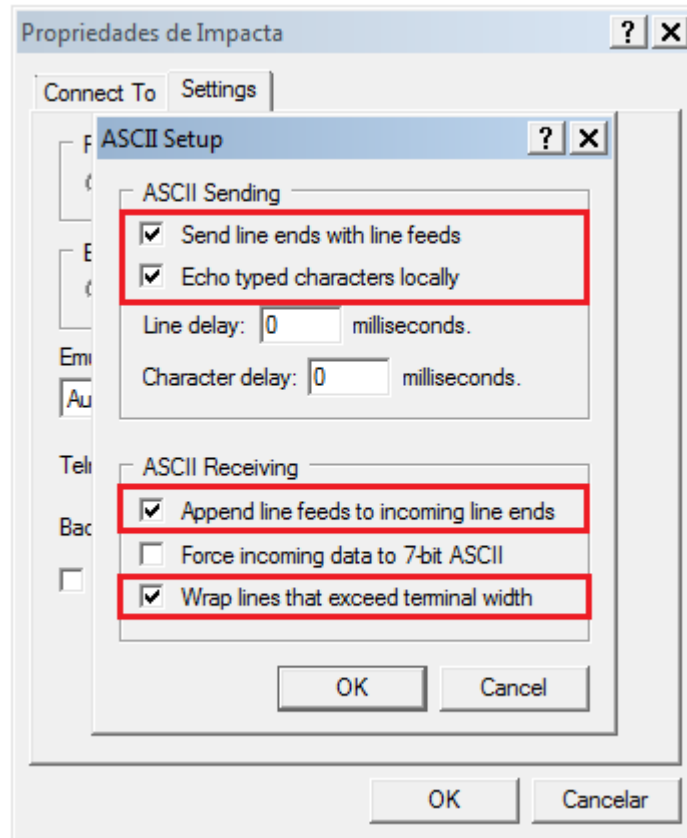 Propriedades de Impacta
Connect To Settings
ASCII Setup
ASCII Sending
Send line ends with line feeds
Echo typed characters locally
Line delay: 0 milliseconds.
Character delay: 0 milliseconds.
ASCII Receiving
Append line feeds to incoming line ends
Force incoming data to 7-bit ASCII
Wrap lines that exceed terminal width
OK Cancel
OK Cancelar